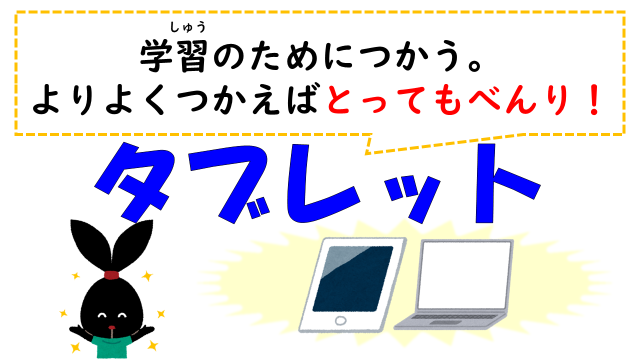 しゅう
学習のためにつかう。
よりよくつかえばとってもべんり！
タブレット